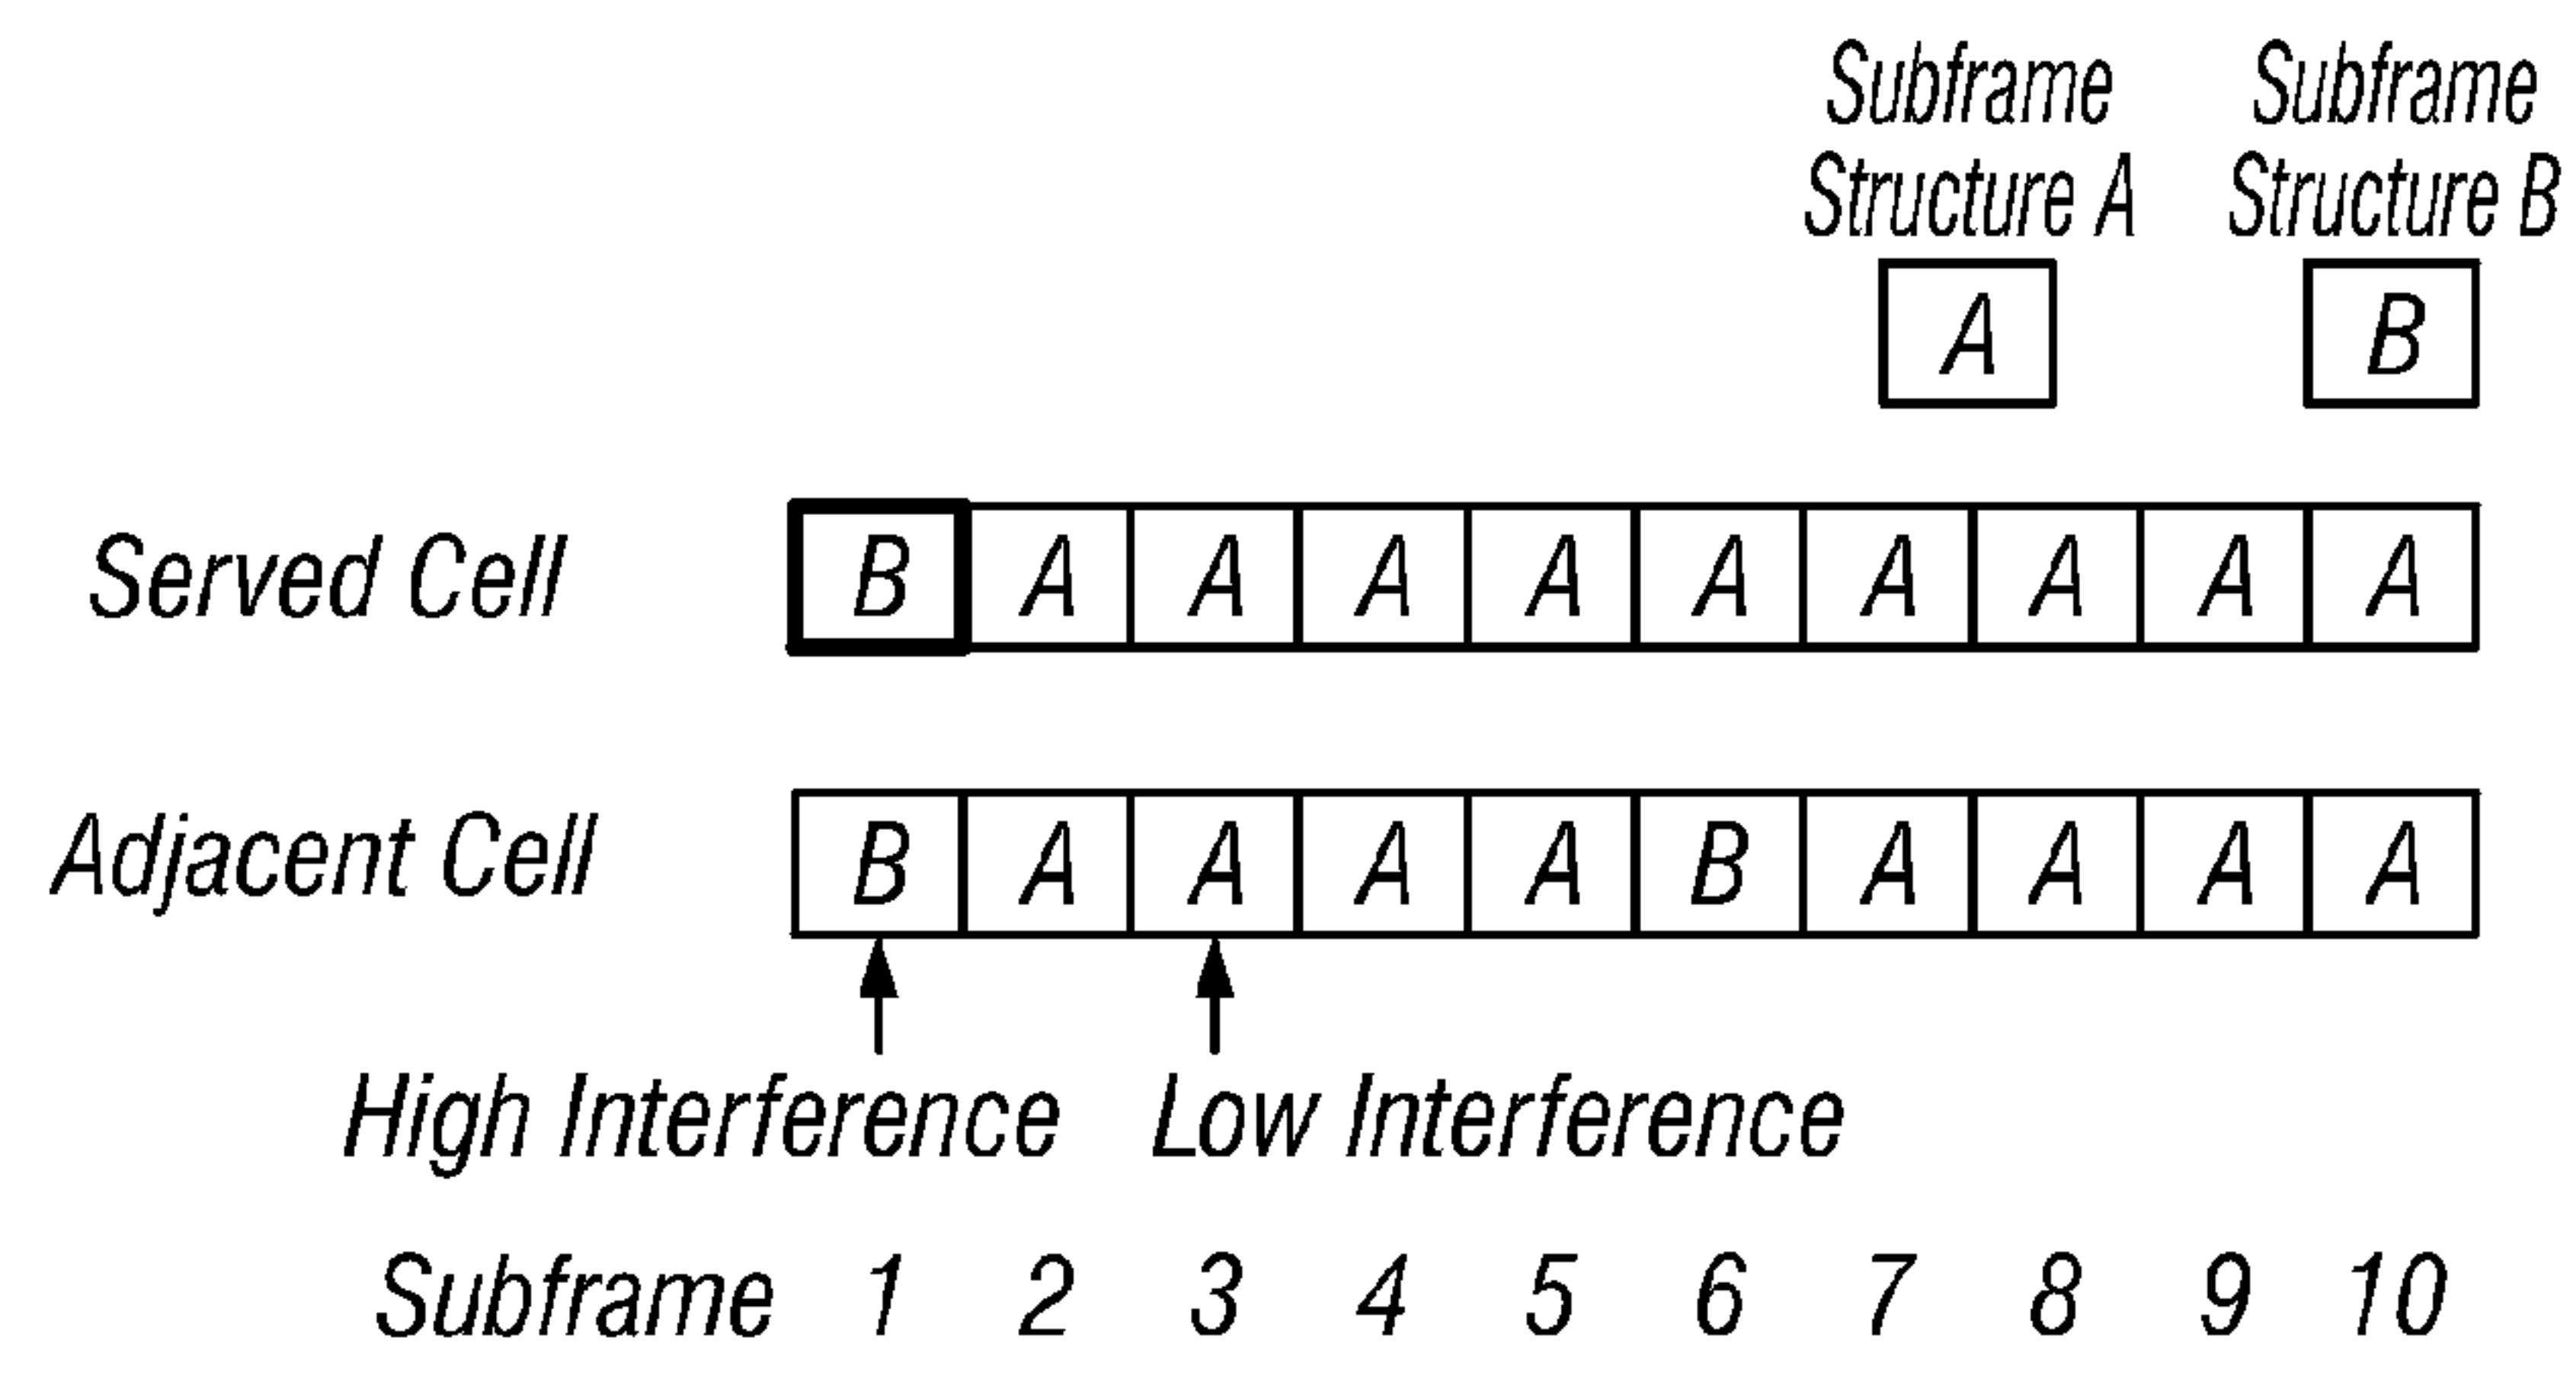 Subframe Structure A
Subframe Structure B
A B
Served Cell B A A A A A A A A A
Adjacent Cell B A A A A B A A A A
High Interference Low Interference
Subframe 1 2 3 4 5 6 7 8 9 10